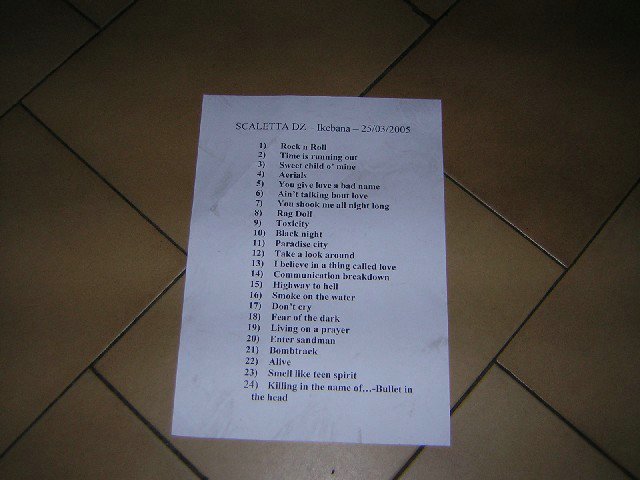 SCALETTA DZ – Ikebana – 25/03/2005
1) Rock n Roll
2) Time is running our
3) Sweet child o' mine
4) Aerials
5) You give love a bad name
6) Ain't talking bout love
7) You shook me all night long
8) Rag Doll
9) Toxicity
10) Black night
11) Paradise city
12) Take a look around
13) I believe in a thing called love
14) Communication breakdown
15) Highway to hell
16) Smoke on the water
17) Don't cry
18) Fear of the dark
19) Living on a prayer
20) Enter sandman
21) Bombtrack
22) Alive
23) Smell like teen spirit
24) Killing in the name of…-Bullet in
the head